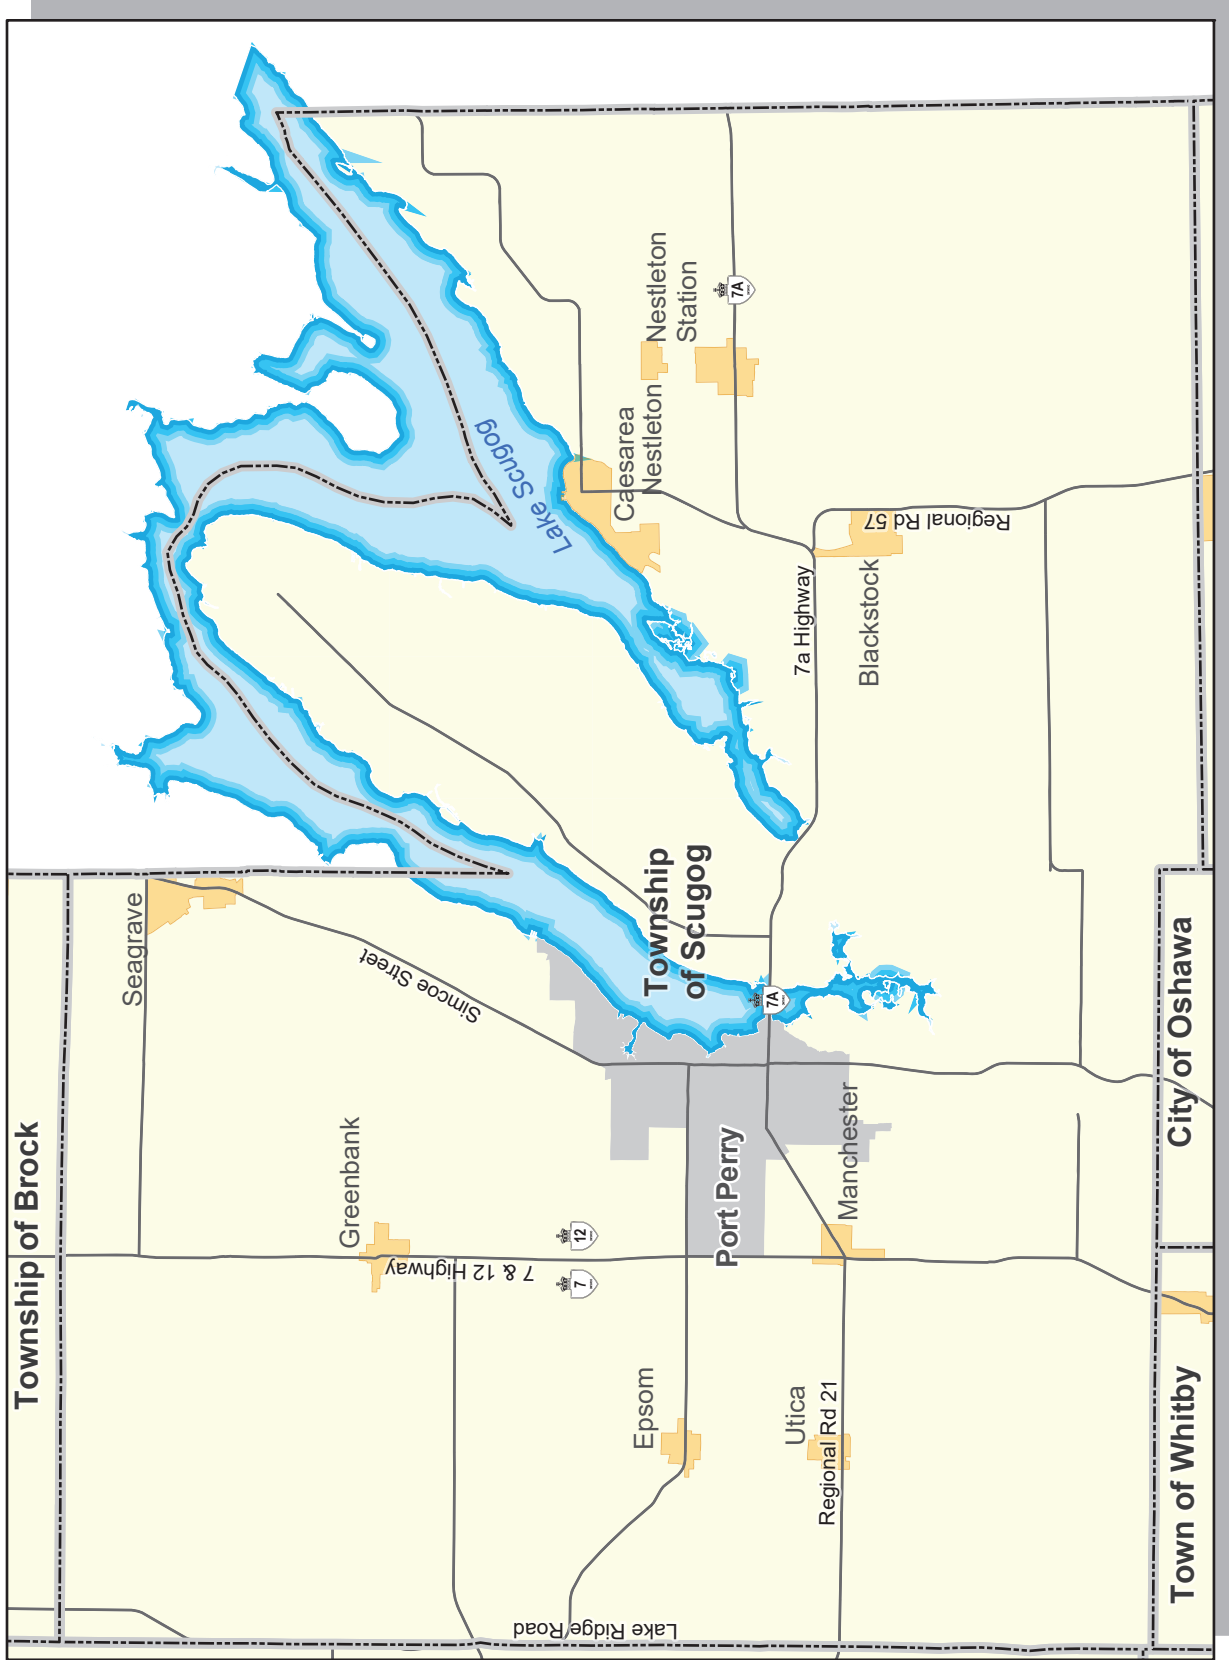 Township of Brock
Seagrave
Simcoe Street
Greenbank
7 & 12 Highway
12
7
Lake Ridge Road
Epsom
Utica
Regional Rd 21
Port Perry
Manchester
Township
of Scugog
7A
Lake Scugog
Caesarea
Nestleton
Nestleton
Station
7A
7a Highway
Blackstock
Regional Rd 57
City of Oshawa
Town of Whitby